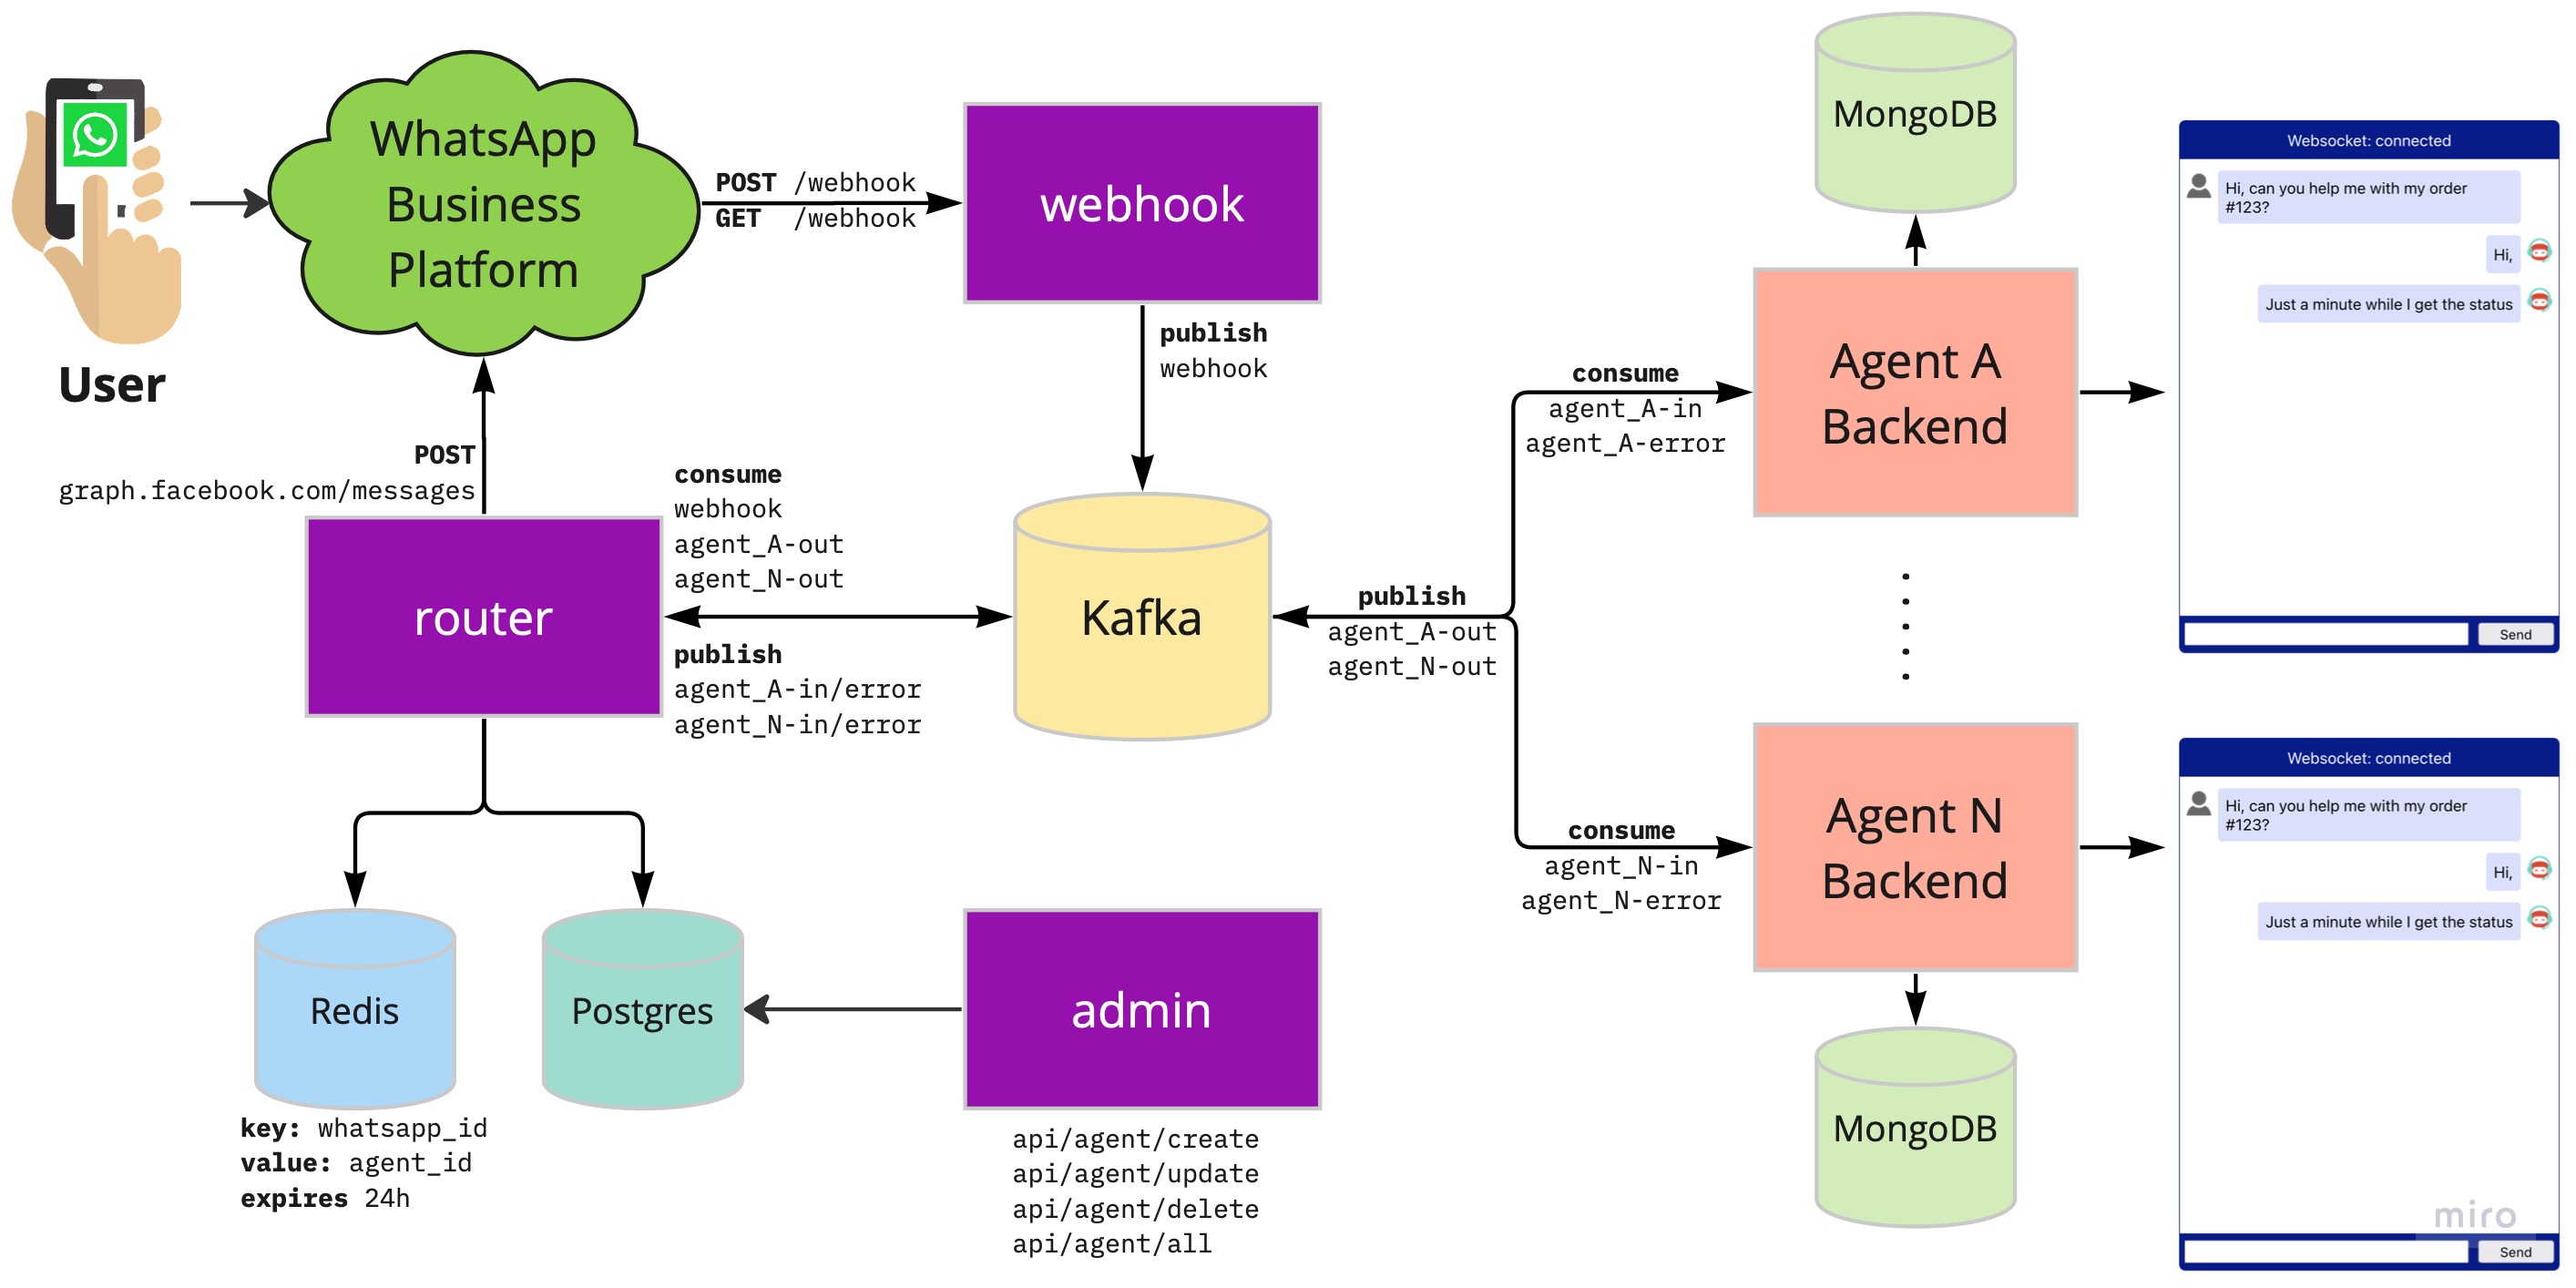 User
WhatsApp
Business
Platform
POST /webhook
GET /webhook
webhook
publish
webhook
POST
graph.facebook.com/messages
router
consume
webhook
agent_A-out
agent_N-out
publish
agent_A-in/error
agent_N-in/error
Kafka
publish
agent_A-out
agent_N-out
consume
agent_A-in
agent_A-error
consume
agent_N-in
agent_N-error
MongoDB
Agent A
Backend
Agent N
Backend
MongoDB
Redis
key: whatsapp_id
value: agent_id
expires 24h
Postgres
admin
api/agent/create
api/agent/update
api/agent/delete
api/agent/all
Websocket: connected
Hi, can you help me with my order
#123?
Hi,
Just a minute while I get the status
Send
Websocket: connected
Hi, can you help me with my order
#123?
Hi,
Just a minute while I get the status
miro
Send